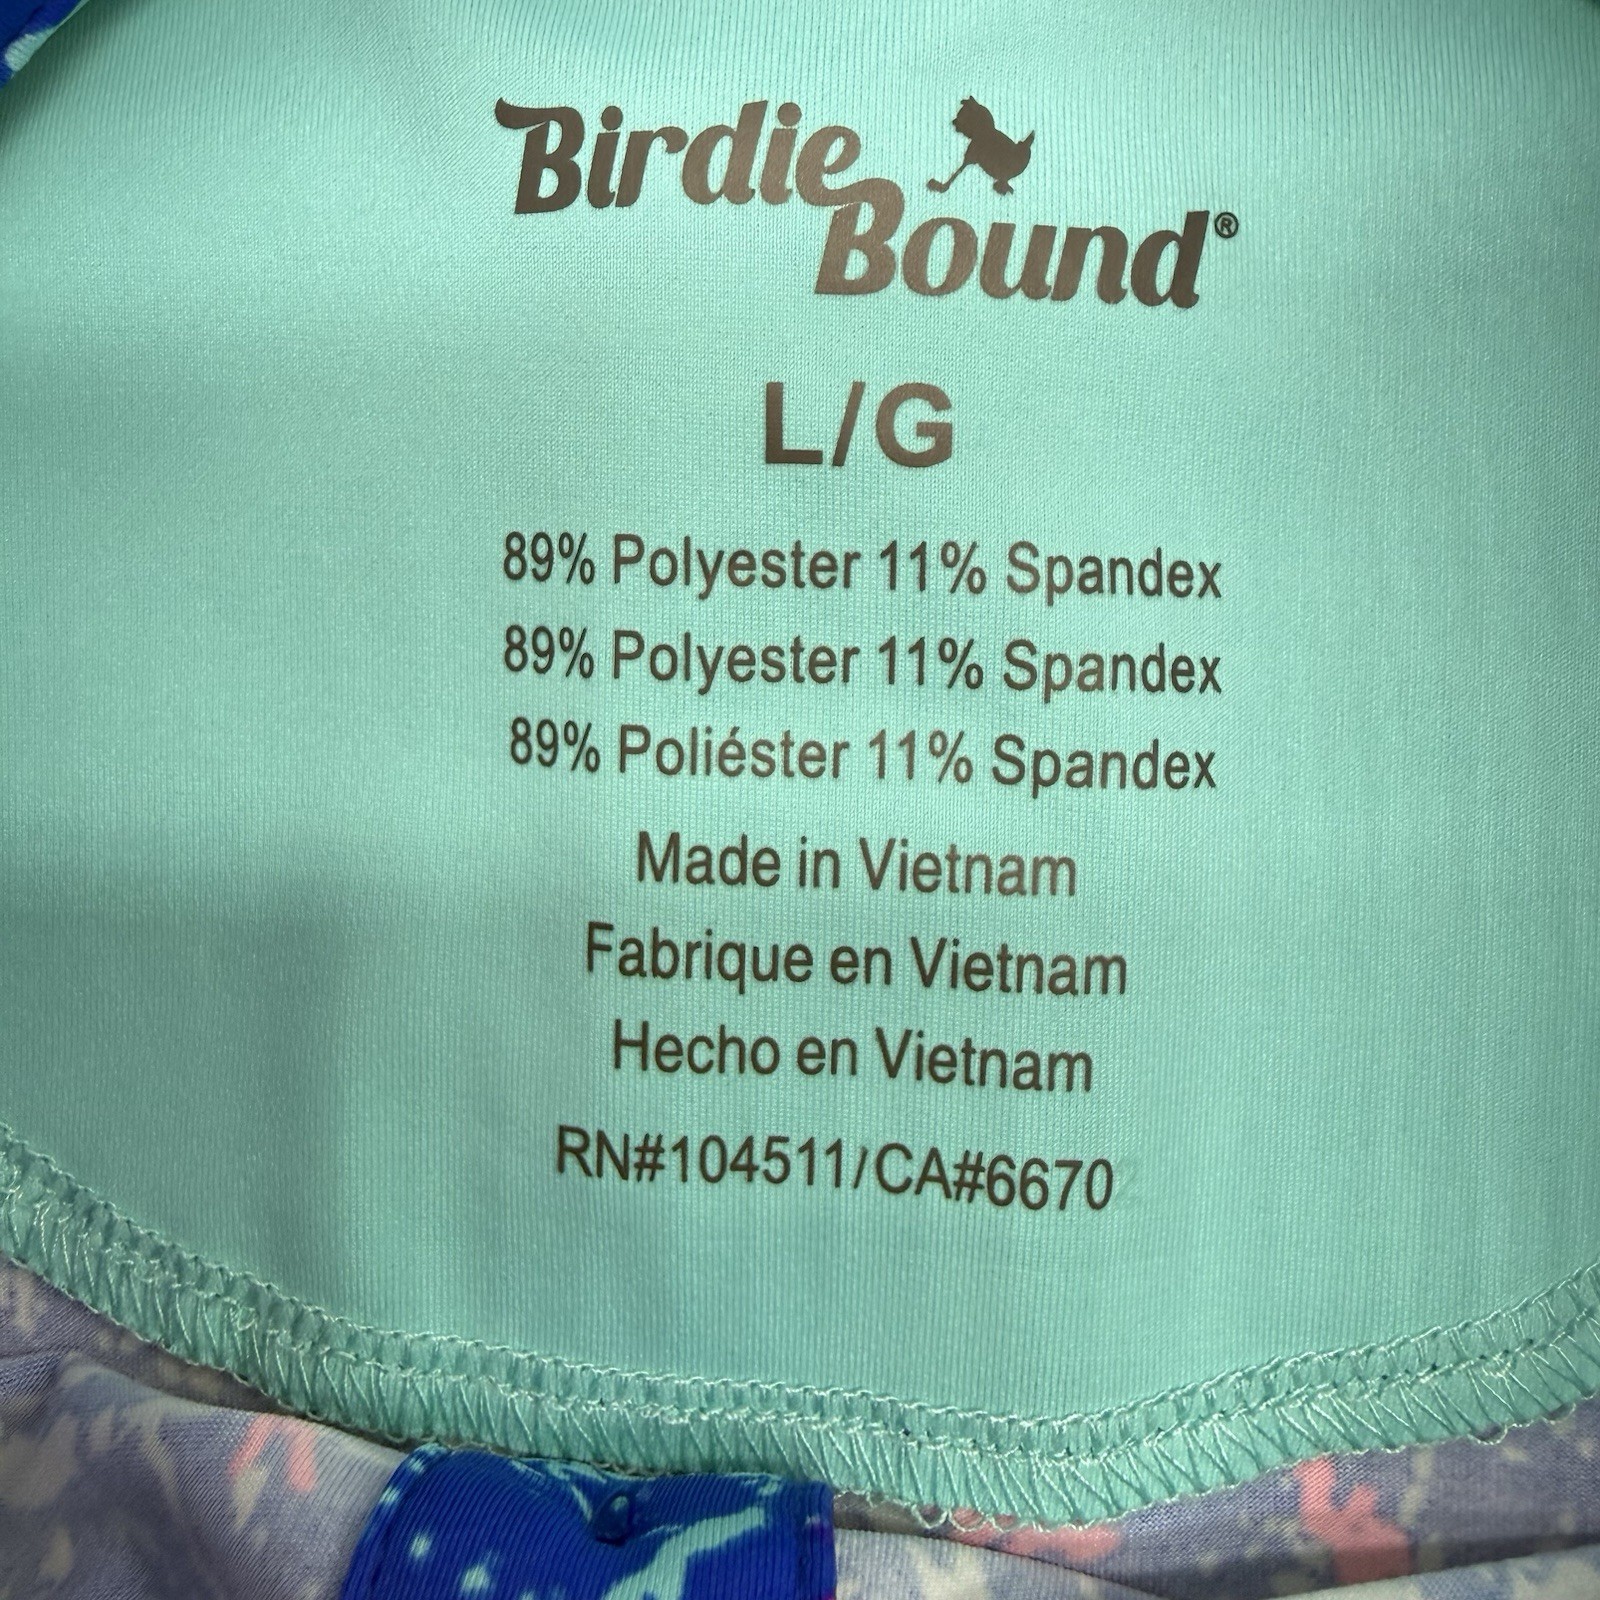 Birdie
Bound®
L/G
89% Polyester 11% Spandex
89% Polyester 11% Spandex
89% Poliéster 11% Spandex
Made in Vietnam
Fabrique en Vietnam
Hecho en Vietnam
RN#104511/CA#6670